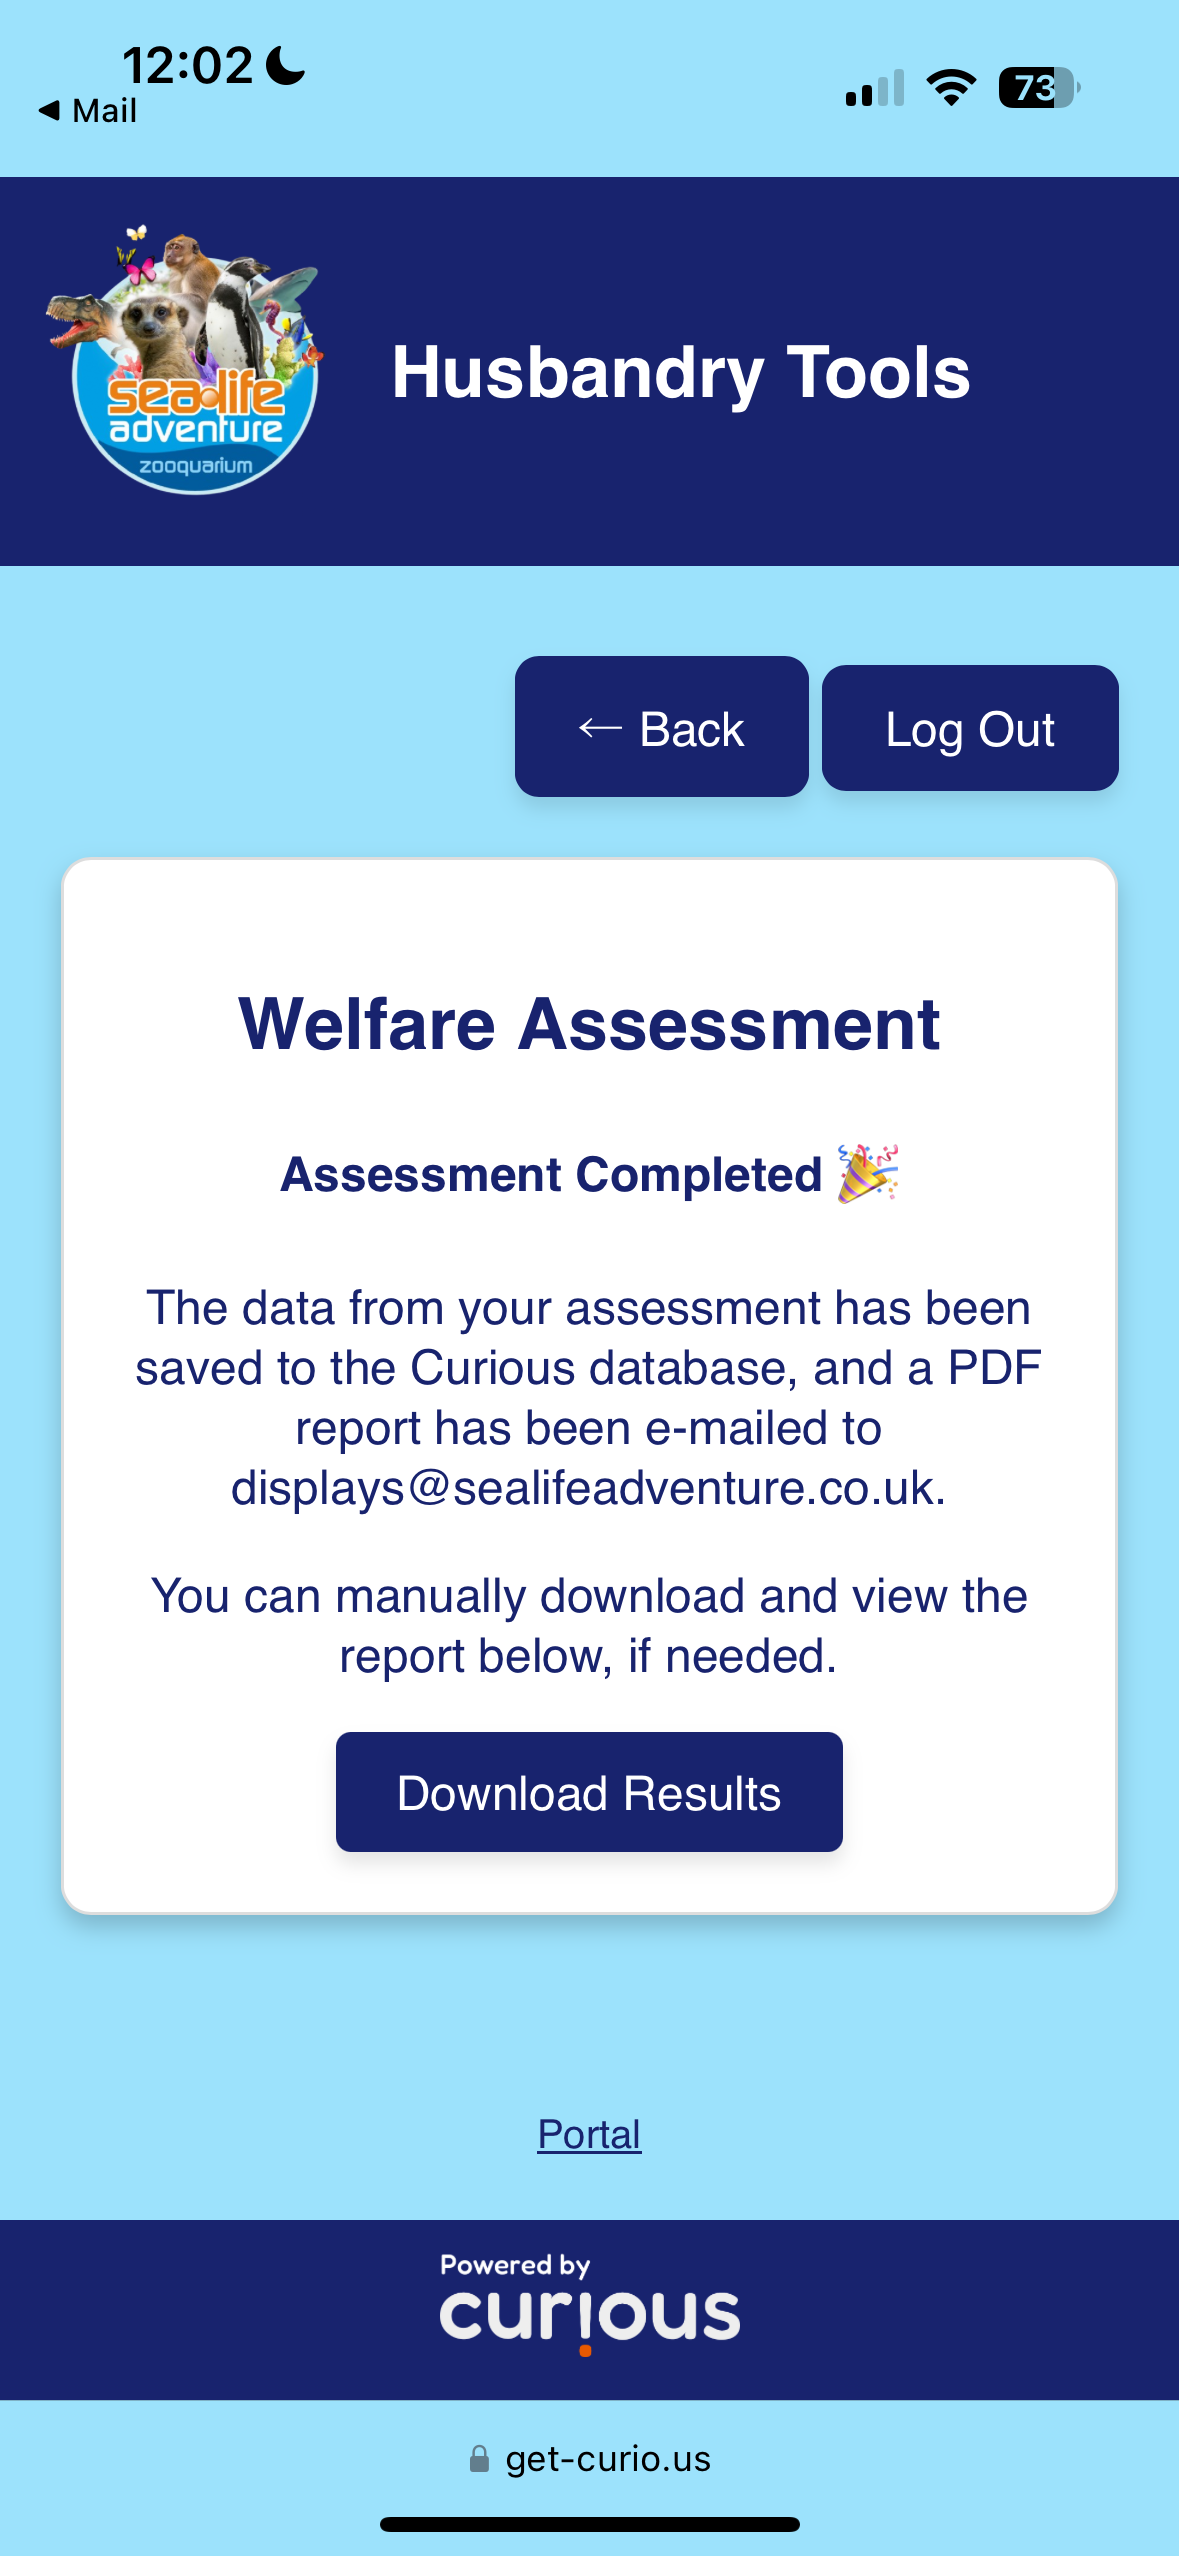 12:02
◀ Mail
73
sea life
adventure
zooquarium
Husbandry Tools
← Back
Log Out
Welfare Assessment
Assessment Completed 🎉
The data from your assessment has been
saved to the Curious database, and a PDF
report has been e-mailed to
displays@sealifeadventure.co.uk.
You can manually download and view the
report below, if needed.
Download Results
Portal
Powered by
curious
get-curio.us